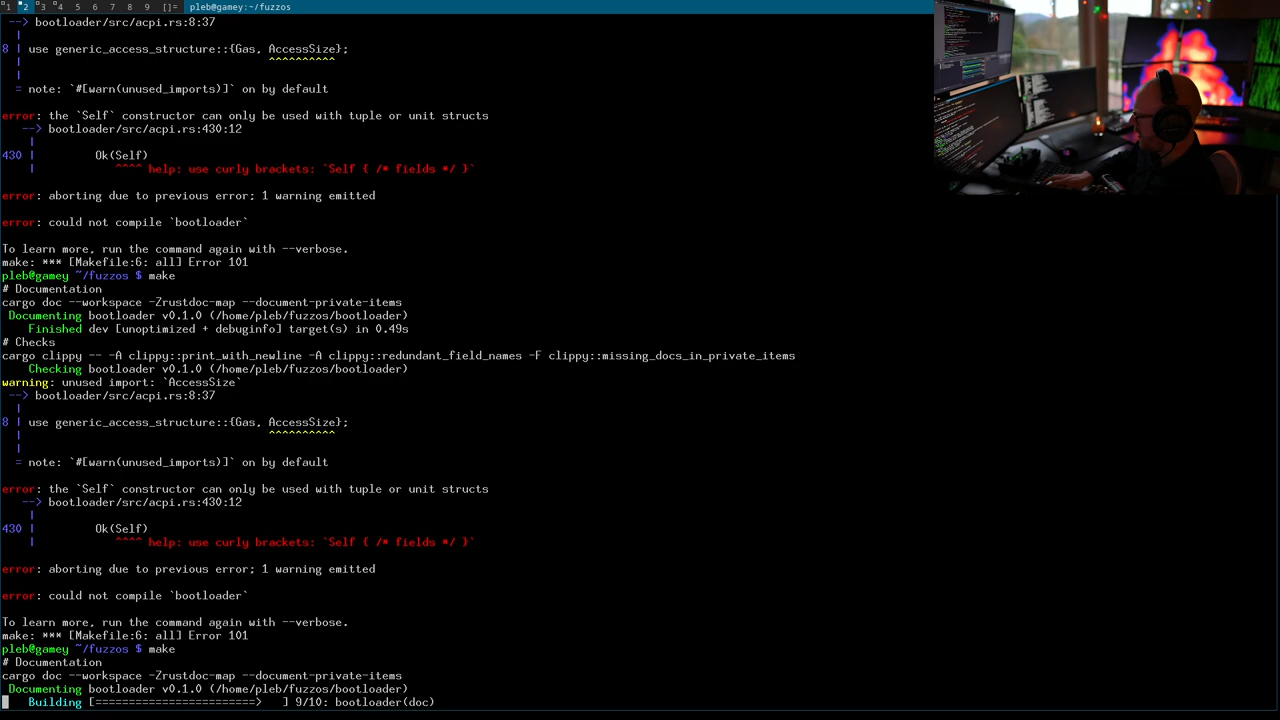 1 2 3 4 5 6 7 8 9 []= pleb@gamey:~/fuzzos
--> bootloader/src/acpi.rs:8:37
|
8 | use generic_access_structure::{Gas, AccessSize};
| ^^^^^^^^^^
|
= note: `#[warn(unused_imports)]` on by default
error: the `Self` constructor can only be used with tuple or unit structs
--> bootloader/src/acpi.rs:430:12
|
430 | Ok(Self)
| ^^^^ help: use curly brackets: `Self { /* fields */ }`
error: aborting due to previous error; 1 warning emitted
error: could not compile `bootloader`
To learn more, run the command again with --verbose.
make: *** [Makefile:6: all] Error 101
pleb@gamey ~/fuzzos $ make
# Documentation
cargo doc --workspace -Zrustdoc-map --document-private-items
Documenting bootloader v0.1.0 (/home/pleb/fuzzos/bootloader)
Finished dev [unoptimized + debuginfo] target(s) in 0.49s
# Checks
cargo clippy -- -A clippy::print_with_newline -A clippy::redundant_field_names -F clippy::missing_docs_in_private_items
Checking bootloader v0.1.0 (/home/pleb/fuzzos/bootloader)
warning: unused import: `AccessSize`
--> bootloader/src/acpi.rs:8:37
|
8 | use generic_access_structure::{Gas, AccessSize};
| ^^^^^^^^^^
|
= note: `#[warn(unused_imports)]` on by default
error: the `Self` constructor can only be used with tuple or unit structs
--> bootloader/src/acpi.rs:430:12
|
430 | Ok(Self)
| ^^^^ help: use curly brackets: `Self { /* fields */ }`
error: aborting due to previous error; 1 warning emitted
error: could not compile `bootloader`
To learn more, run the command again with --verbose.
make: *** [Makefile:6: all] Error 101
pleb@gamey ~/fuzzos $ make
# Documentation
cargo doc --workspace -Zrustdoc-map --document-private-items
Documenting bootloader v0.1.0 (/home/pleb/fuzzos/bootloader)
Building [========================> ] 9/10: bootloader(doc)